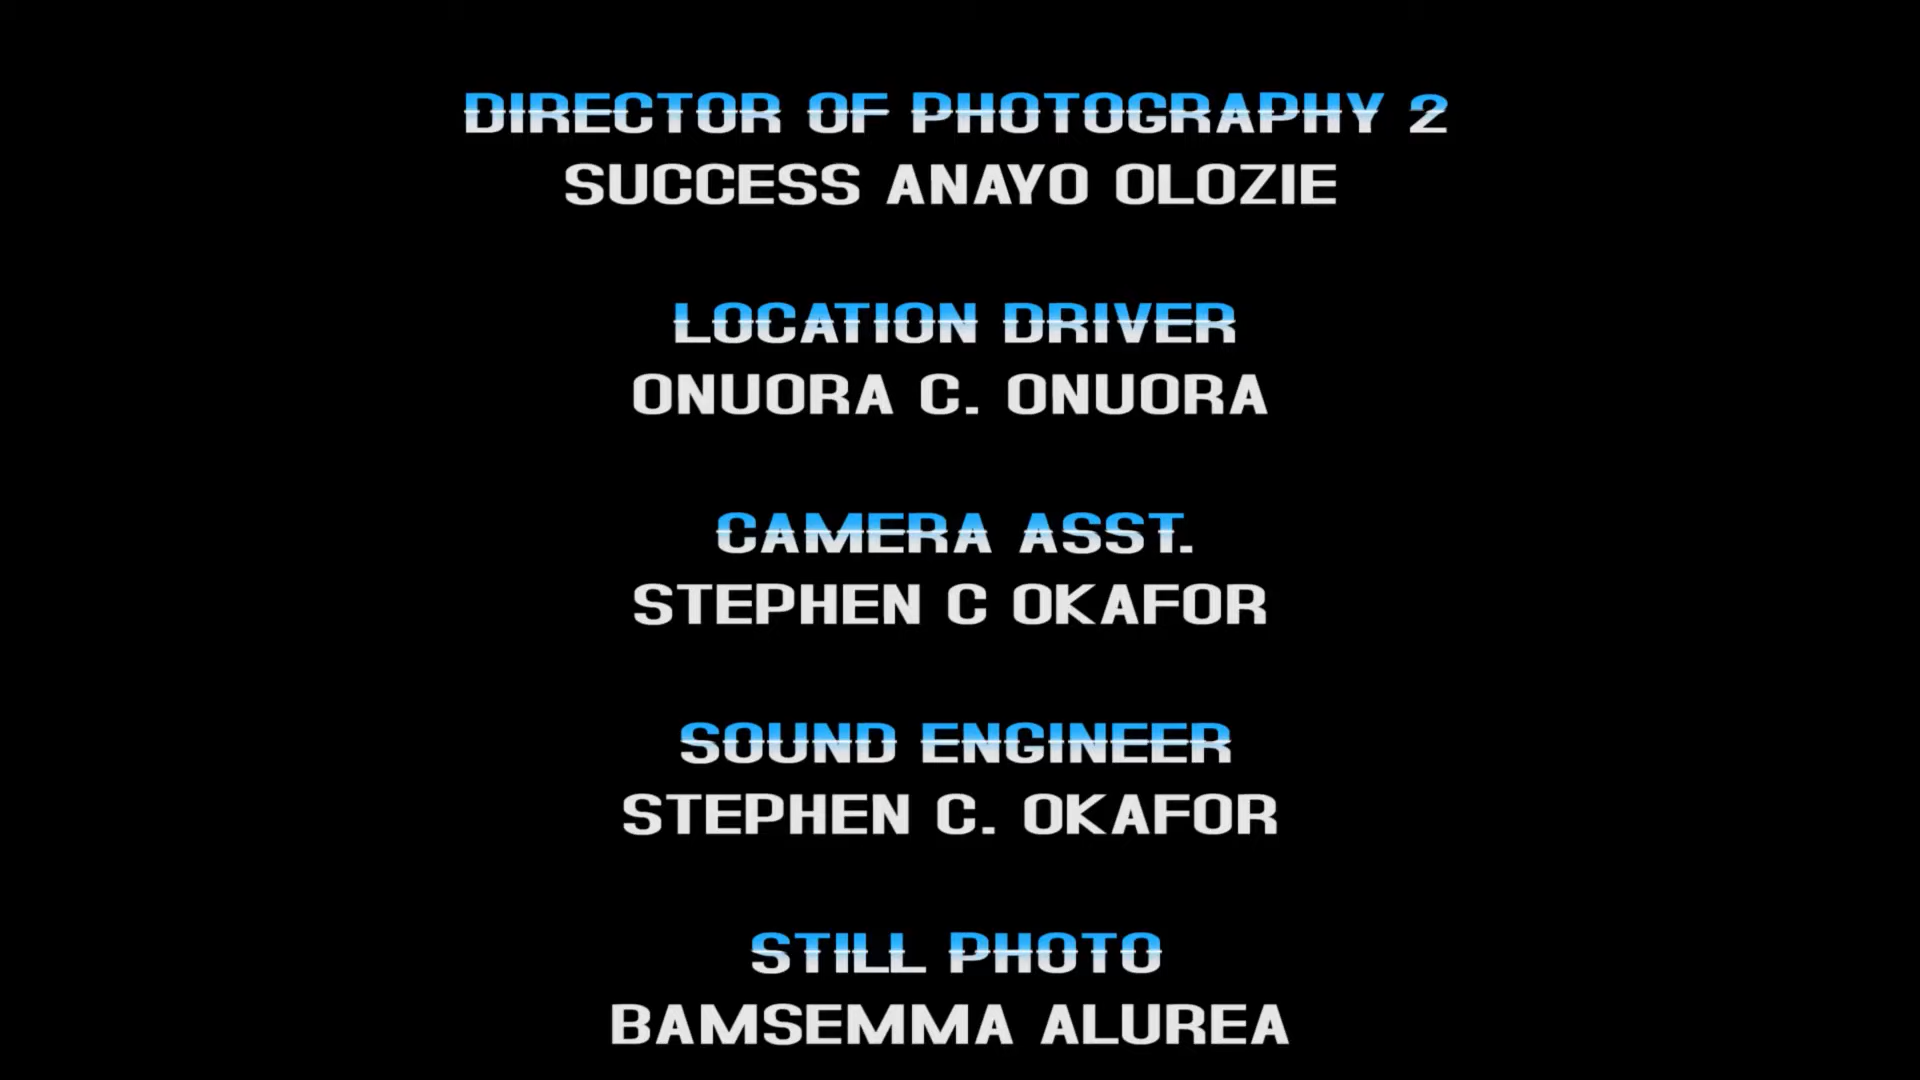 DIRECTOR OF PHOTOGRAPHY 2
SUCCESS ANAYO OLOZIE
LOCATION DRIVER
ONUORA C. ONUORA
CAMERA ASST.
STEPHEN C OKAFOR
SOUND ENGINEER
STEPHEN C. OKAFOR
STILL PHOTO
BAMSEMMA ALUREA